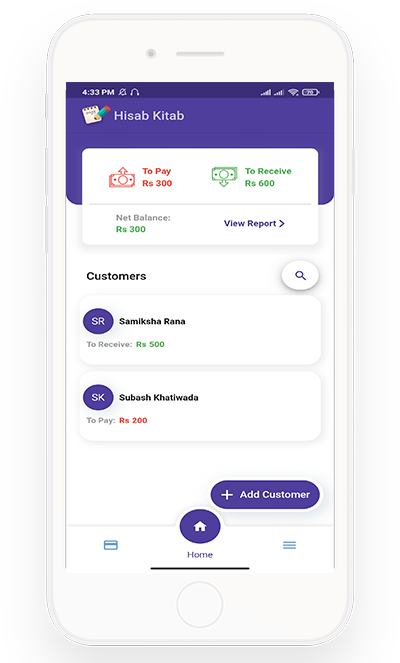 4:33 PM
70
Hisab Kitab
To Pay
Rs 300
To Receive
Rs 600
Net Balance:
Rs 300
View Report
Customers
SR
Samiksha Rana
To Receive: Rs 500
SK
Subash Khatiwada
To Pay: Rs 200
Add Customer
Home